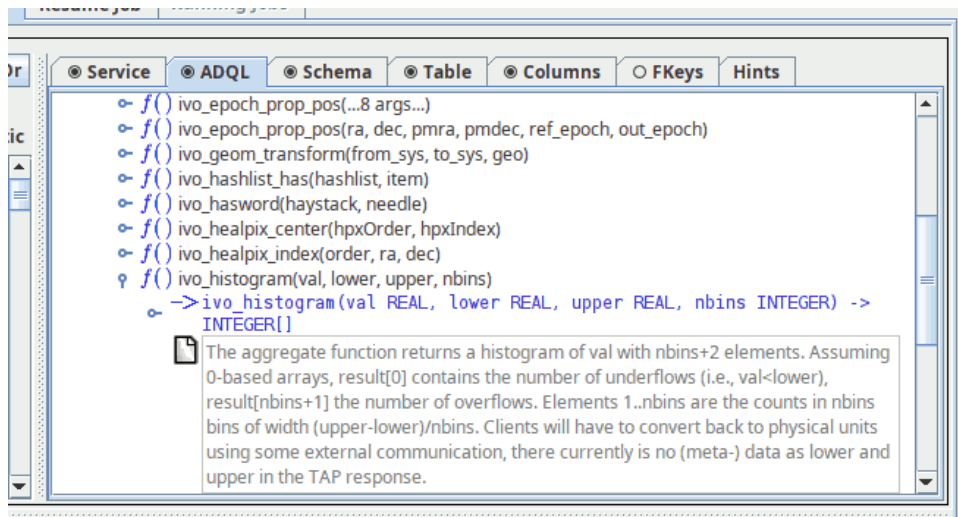 Resume Job Running Jobs
Service ADQL Schema Table Columns FKeys Hints
ivo_epoch_prop_pos(...8 args...)
f() ivo_epoch_prop_pos(ra, dec, pmra, pmdec, ref_epoch, out_epoch)
f() ivo_geom_transform(from_sys, to_sys, geo)
f() ivo_hashlist_has(hashlist, item)
f() ivo_hasword(haystack, needle)
f() ivo_healpix_center(hpxOrder, hpxIndex)
f() ivo_healpix_index(order, ra, dec)
f() ivo_histogram(val, lower, upper, nbins)
->ivo_histogram(val REAL, lower REAL, upper REAL, nbins INTEGER) ->
INTEGER[]
The aggregate function returns a histogram of val with nbins+2 elements. Assuming
0-based arrays, result[0] contains the number of underflows (i.e., val<lower),
result[nbins+1] the number of overflows. Elements 1..nbins are the counts in nbins
bins of width (upper-lower)/nbins. Clients will have to convert back to physical units
using some external communication, there currently is no (meta-) data as lower and
upper in the TAP response.